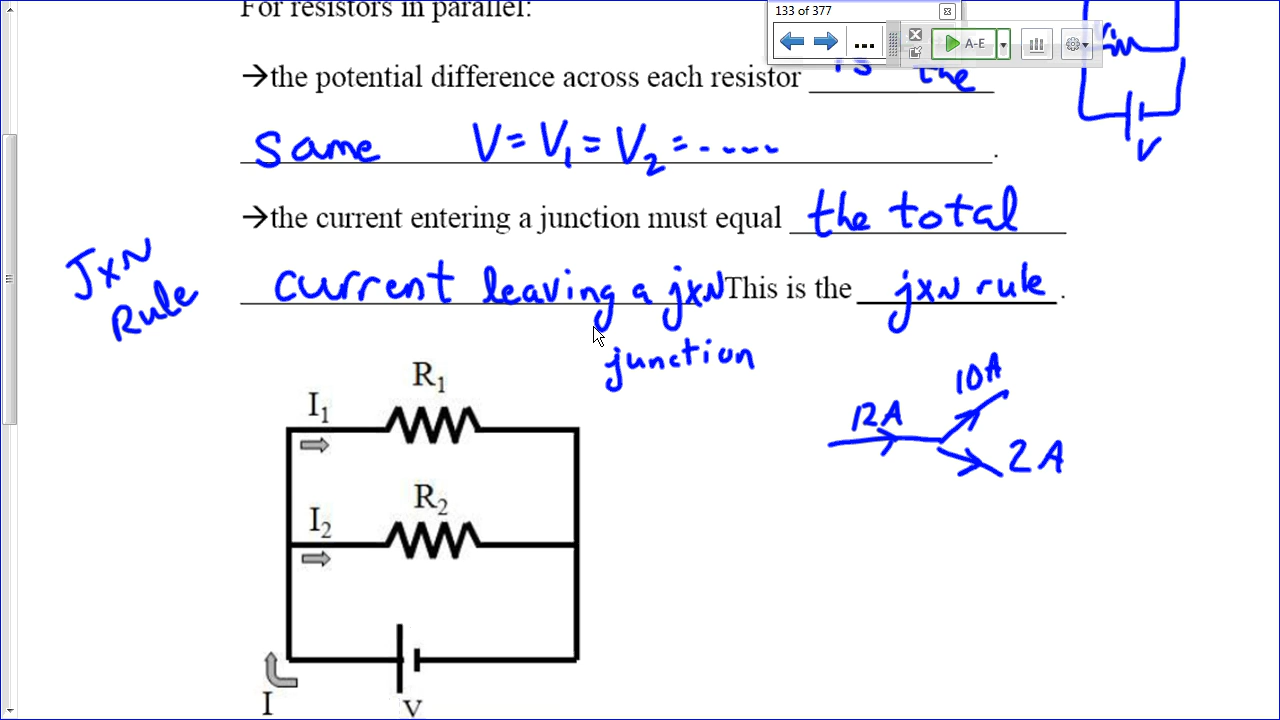 For resistors in parallel:
133 of 377
A-E
→the potential difference across each resistor is the
same V = V1 = V2 = -----
V
→the current entering a junction must equal the total
current leaving a jxN This is the jxN rule.
JxN
Rule
junction
R1
I1
10A
12A
2A
R2
I2
I
V